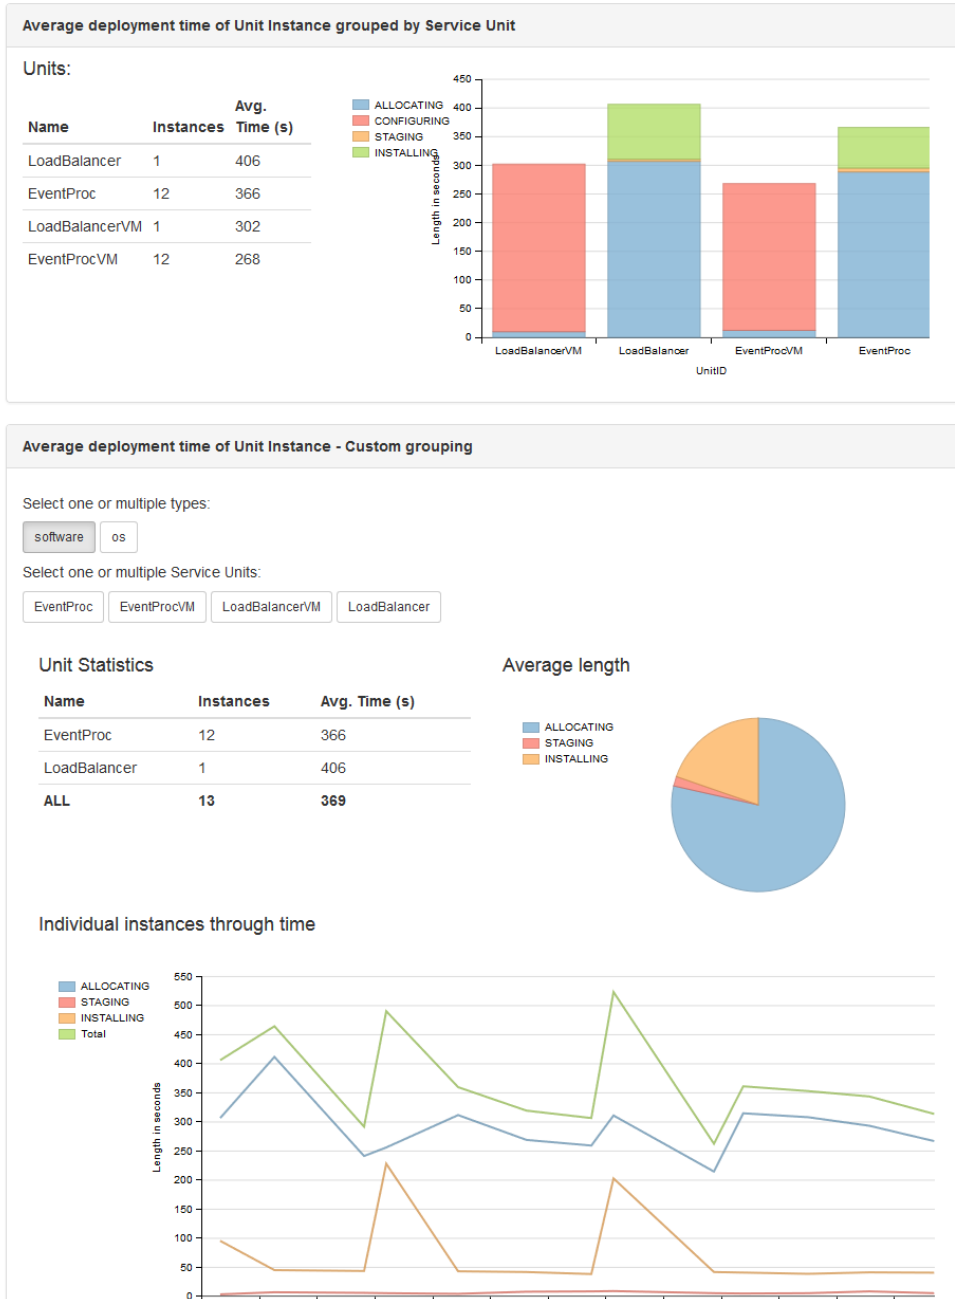 Average deployment time of Unit Instance grouped by Service Unit
Units:
Name Instances Avg. Time (s)
LoadBalancer 1 406
EventProc 12 366
LoadBalancerVM 1 302
EventProcVM 12 268
ALLOCATING
CONFIGURING
STAGING
INSTALLING
Length in seconds
450
400
350
300
250
200
150
100
50
0
LoadBalancerVM LoadBalancer EventProcVM EventProc
UnitID
Average deployment time of Unit Instance - Custom grouping
Select one or multiple types:
software os
Select one or multiple Service Units:
EventProc EventProcVM LoadBalancerVM LoadBalancer
Unit Statistics
Name Instances Avg. Time (s)
EventProc 12 366
LoadBalancer 1 406
ALL 13 369
Average length
ALLOCATING
STAGING
INSTALLING
Individual instances through time
ALLOCATING
STAGING
INSTALLING
Total
Length in seconds
550
500
450
400
350
300
250
200
150
100
50
0